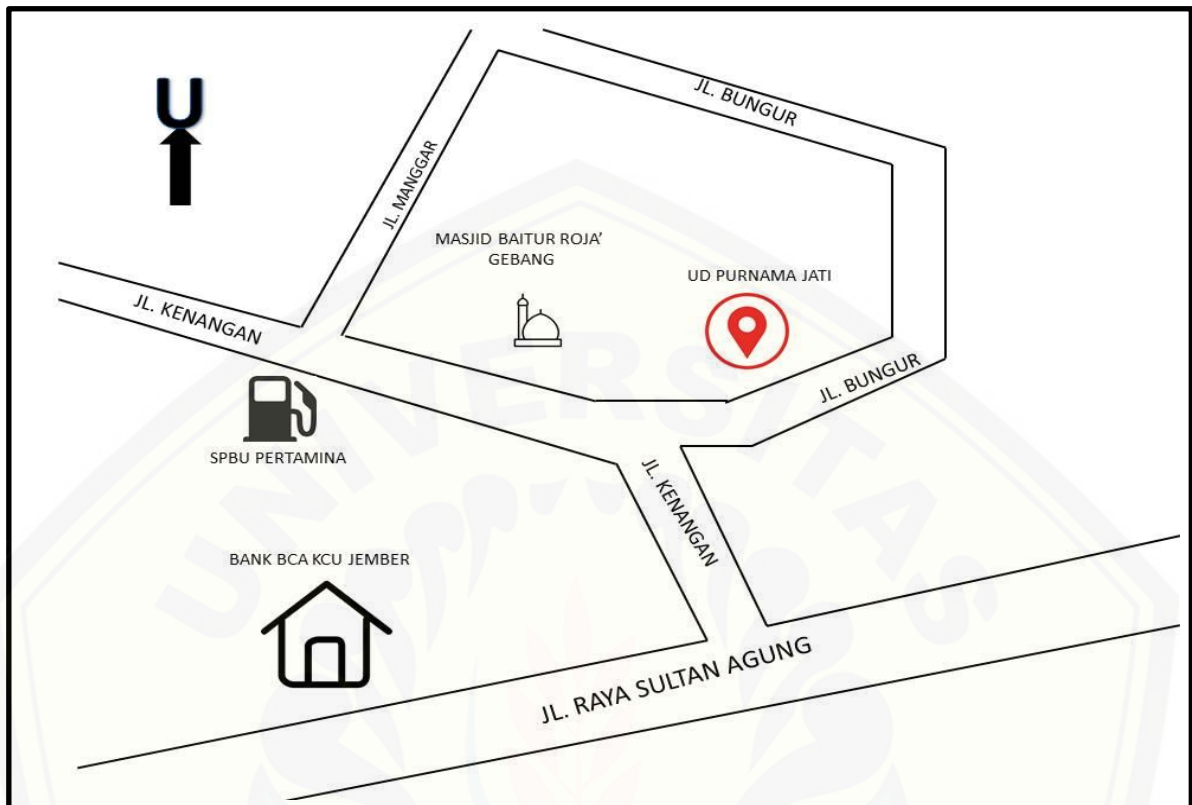 JL. BUNGUR
U
JL. MANGGAR
MASJID BAITUR ROJA’
GEBANG
UD PURNAMA JATI
JL. KENANGAN
JL. BUNGUR
SPBU PERTAMINA
JL. KENANGAN
BANK BCA KCU JEMBER
JL. RAYA SULTAN AGUNG
UNIVERSITAS